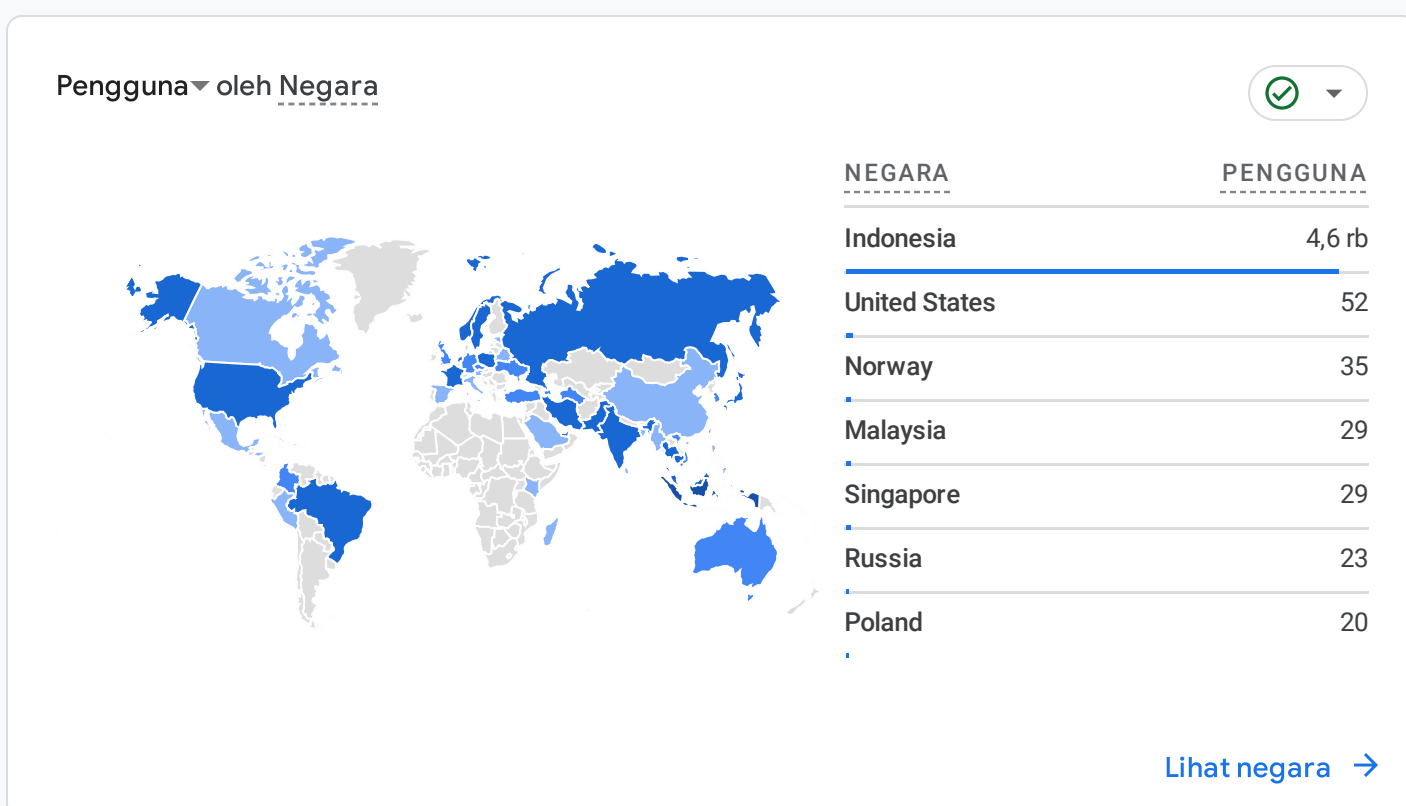 Pengguna oleh Negara
NEGARA PENGGUNA
Indonesia 4,6 rb
United States 52
Norway 35
Malaysia 29
Singapore 29
Russia 23
Poland 20
Lihat negara